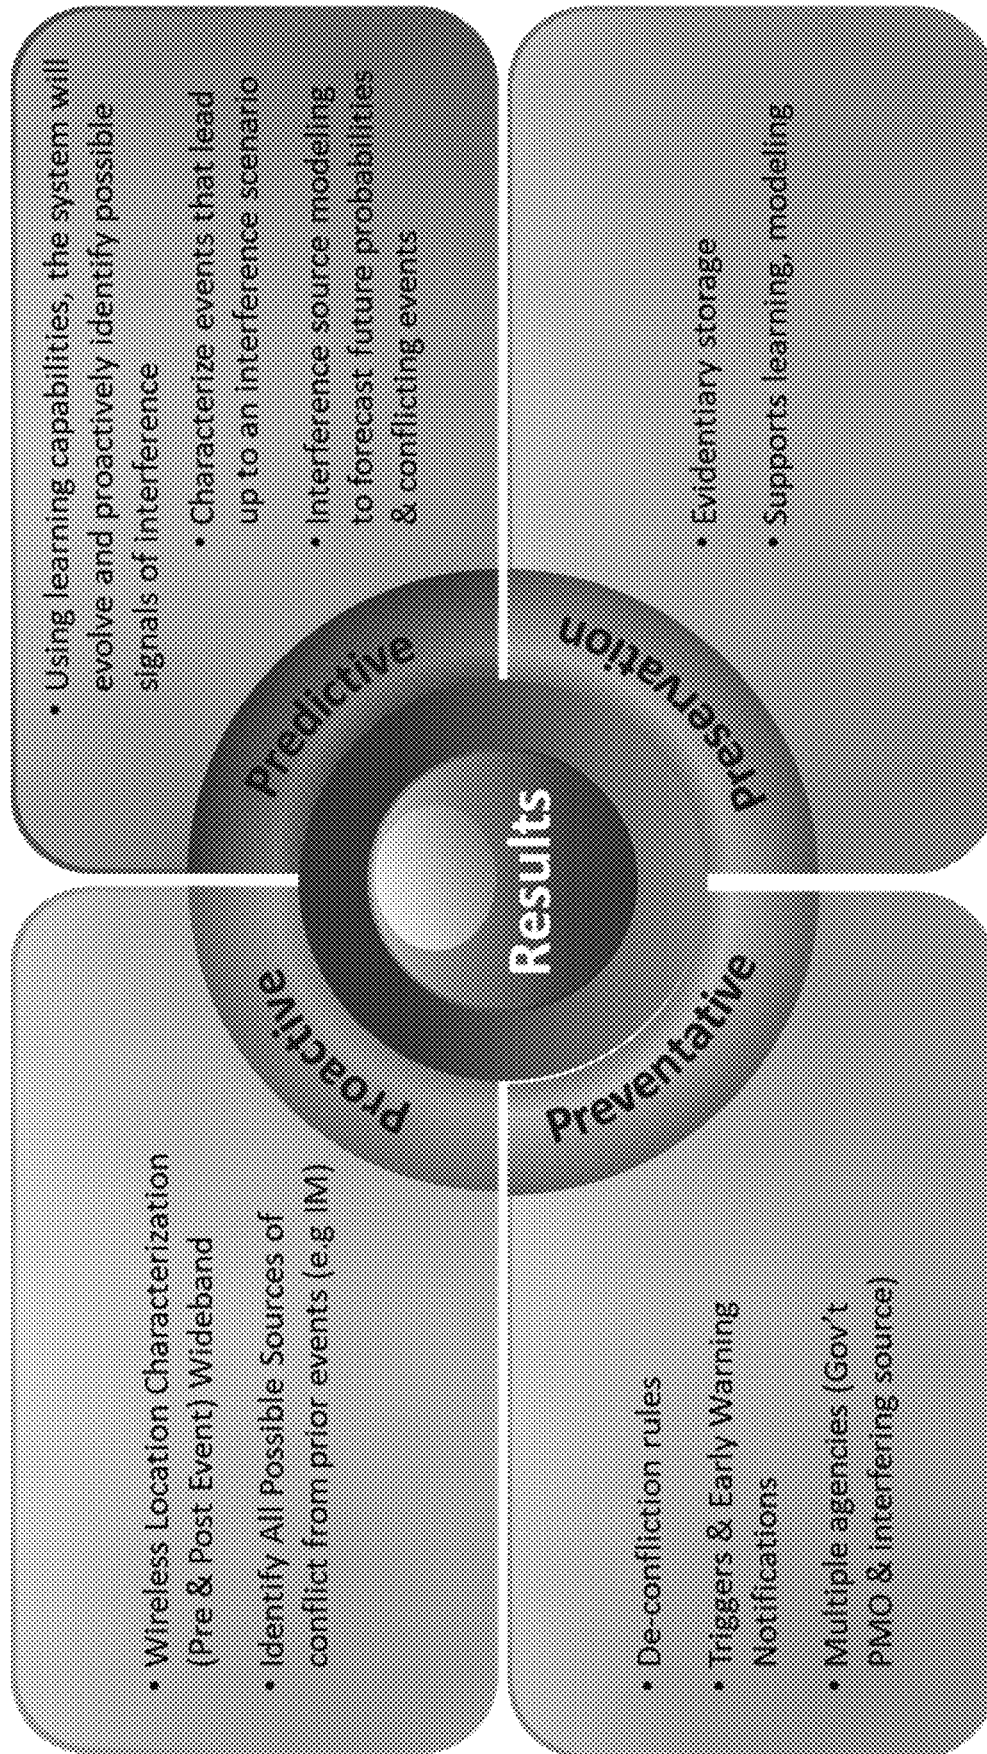 • Wireless Location Characterization
(Pre & Post Event) Wideband
• Identify All Possible Sources of
conflict from prior events (e.g IM)
Proactive
• Using learning capabilities, the system will
evolve and proactively identify possible
signals of interference
• Characterize events that lead
up to an interference scenario
• Interference source modeling
to forecast future probabilities
& conflicting events
Predictive
Results
Preventative
• De-confliction rules
• Triggers & Early Warning
Notifications
• Multiple agencies (Gov't
PMO & interfering source)
Preservation
• Evidentiary storage
• Supports learning, modeling